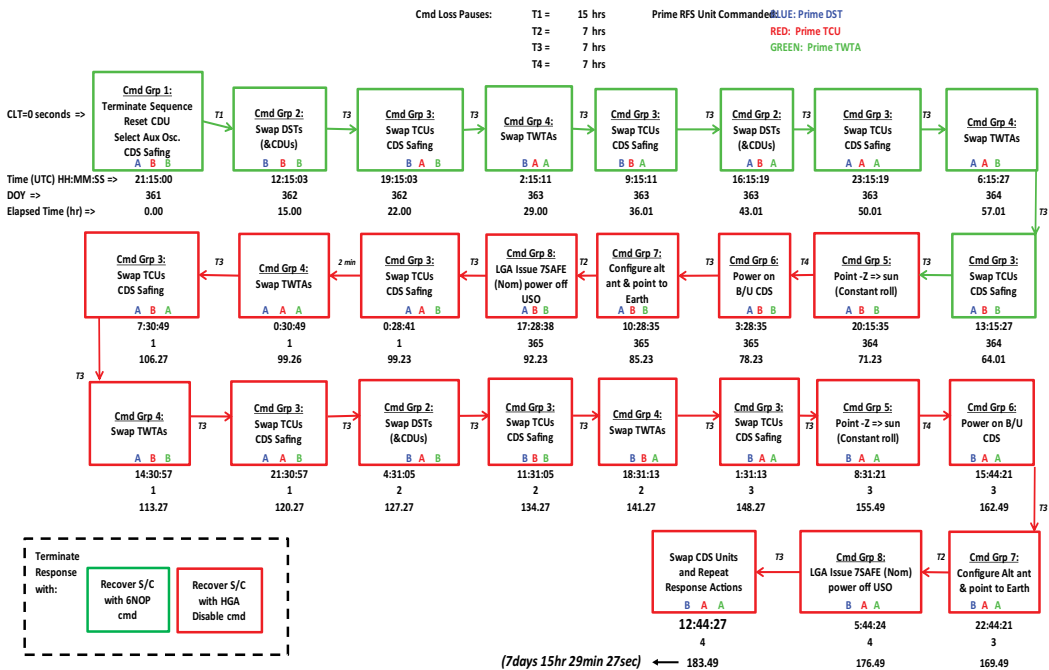 Cmd Loss Pauses: T1 = 15 hrs Prime RFS Unit Commanded: BLUE: Prime DST
T2 = 7 hrs RED: Prime TCU
T3 = 7 hrs GREEN: Prime TWTA
T4 = 7 hrs
CLT=0 seconds =>
Cmd Grp 1:
Terminate Sequence
Reset CDU
Select Aux Osc.
CDS Safing
A B B
T1
Cmd Grp 2:
Swap DSTs
(&CDUs)
B B B
T3
Cmd Grp 3:
Swap TCUs
CDS Safing
B A B
T3
Cmd Grp 4:
Swap TWTAs
B A A
T3
Cmd Grp 3:
Swap TCUs
CDS Safing
B B A
T3
Cmd Grp 2:
Swap DSTs
(&CDUs)
A B A
T3
Cmd Grp 3:
Swap TCUs
CDS Safing
A A A
T3
Cmd Grp 4:
Swap TWTAs
A A B
T3
Time (UTC) HH:MM:SS => 21:15:00 12:15:03 19:15:03 2:15:11 9:15:11 16:15:19 23:15:19 6:15:27
DOY => 361 362 362 363 363 363 363 364
Elapsed Time (hr) => 0.00 15.00 22.00 29.00 36.01 43.01 50.01 57.01
Cmd Grp 3:
Swap TCUs
CDS Safing
A B A
T3
Cmd Grp 4:
Swap TWTAs
A A A
2 min
Cmd Grp 3:
Swap TCUs
CDS Safing
A A B
T3
Cmd Grp 8:
LGA Issue 7SAFE
(Nom) power off
USO
A B B
T2
Cmd Grp 7:
Configure alt
ant & point to
Earth
A B B
T3
Cmd Grp 6:
Power on
B/U CDS
A B B
T4
Cmd Grp 5:
Point -Z => sun
(Constant roll)
A B B
T3
Cmd Grp 3:
Swap TCUs
CDS Safing
A B B
7:30:49 0:30:49 0:28:41 17:28:38 10:28:35 3:28:35 20:15:35 13:15:27
1 1 1 365 365 365 364 364
106.27 99.26 99.23 92.23 85.23 78.23 71.23 64.01
T3
Cmd Grp 4:
Swap TWTAs
A B B
T3
Cmd Grp 3:
Swap TCUs
CDS Safing
A A B
T3
Cmd Grp 2:
Swap DSTs
(&CDUs)
B A B
T3
Cmd Grp 3:
Swap TCUs
CDS Safing
B B B
T3
Cmd Grp 4:
Swap TWTAs
B B A
T3
Cmd Grp 3:
Swap TCUs
CDS Safing
B A A
T3
Cmd Grp 5:
Point -Z => sun
(Constant roll)
B A A
T4
Cmd Grp 6:
Power on B/U
CDS
B A A
14:30:57 21:30:57 4:31:05 11:31:05 18:31:13 1:31:13 8:31:21 15:44:21
1 1 2 2 2 3 3 3
113.27 120.27 127.27 134.27 141.27 148.27 155.49 162.49
T3
Terminate
Response
with:
Recover S/C
with 6NOP
cmd
Recover S/C
with HGA
Disable cmd
Swap CDS Units
and Repeat
Response Actions
B A A
T3
Cmd Grp 8:
LGA Issue 7SAFE (Nom)
power off USO
B A A
T2
Cmd Grp 7:
Configure Alt ant
& point to Earth
B A A
12:44:27 5:44:24 22:44:21
4 4 3
(7days 15hr 29min 27sec) 183.49 176.49 169.49